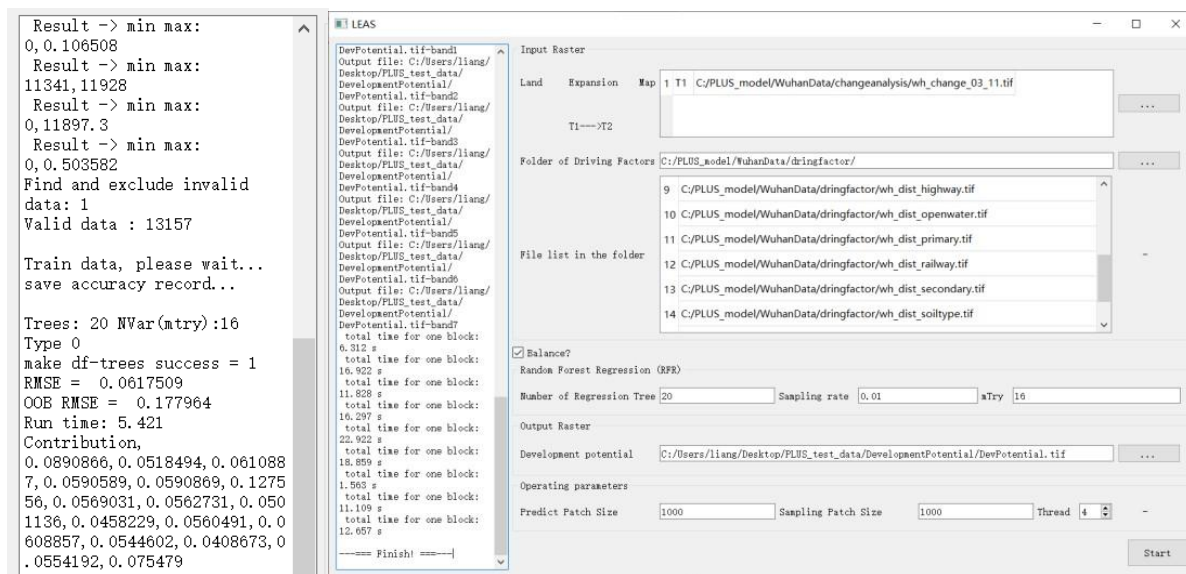 Result -> min max:
0,0.106508
Result -> min max:
11341,11928
Result -> min max:
0,11897.3
Result -> min max:
0,0.503582
Find and exclude invalid
data: 1
Valid data : 13157
Train data, please wait...
save accuracy record...
Trees: 20 NVar(mtry):16
Type 0
make df-trees success = 1
RMSE =  0.0617509
OOB RMSE =  0.177964
Run time: 5.421
Contribution,
0.0890866,0.0518494,0.061088
7,0.0590589,0.0590869,0.1275
56,0.0569031,0.0562731,0.050
1136,0.0458229,0.0560491,0.0
608857,0.0544602,0.0408673,0
.0554192,0.075479
LEAS
DevPotential.tif-band1
Output file: C:/Users/liang/
Desktop/PLUS_test_data/
DevelopmentPotential/
DevPotential.tif-band2
Output file: C:/Users/liang/
Desktop/PLUS_test_data/
DevelopmentPotential/
DevPotential.tif-band3
Output file: C:/Users/liang/
Desktop/PLUS_test_data/
DevelopmentPotential/
DevPotential.tif-band4
Output file: C:/Users/liang/
Desktop/PLUS_test_data/
DevelopmentPotential/
DevPotential.tif-band5
Output file: C:/Users/liang/
Desktop/PLUS_test_data/
DevelopmentPotential/
DevPotential.tif-band6
Output file: C:/Users/liang/
Desktop/PLUS_test_data/
DevelopmentPotential/
DevPotential.tif-band7
total time for one block:
6.312 s
total time for one block:
16.922 s
total time for one block:
11.828 s
total time for one block:
16.297 s
total time for one block:
22.922 s
total time for one block:
18.859 s
total time for one block:
1.563 s
total time for one block:
11.109 s
total time for one block:
12.657 s
---=== Finish! ===---
Input Raster
Land Expansion Map 1 T1 C:/PLUS_model/WuhanData/changeanalysis/wh_change_03_11.tif
...
T1--->T2
Folder of Driving Factors C:/PLUS_model/WuhanData/dringfactor/ ...
File list in the folder
9 C:/PLUS_model/WuhanData/dringfactor/wh_dist_highway.tif
10 C:/PLUS_model/WuhanData/dringfactor/wh_dist_openwater.tif
11 C:/PLUS_model/WuhanData/dringfactor/wh_dist_primary.tif
12 C:/PLUS_model/WuhanData/dringfactor/wh_dist_railway.tif
13 C:/PLUS_model/WuhanData/dringfactor/wh_dist_secondary.tif
14 C:/PLUS_model/WuhanData/dringfactor/wh_dist_soiltype.tif
-
Balance?
Random Forest Regression (RFR)
Number of Regression Tree 20 Sampling rate 0.01 mTry 16
Output Raster
Development potential C:/Users/liang/Desktop/PLUS_test_data/DevelopmentPotential/DevPotential.tif ...
Operating parameters
Predict Patch Size 1000 Sampling Patch Size 1000 Thread 4 -
Start